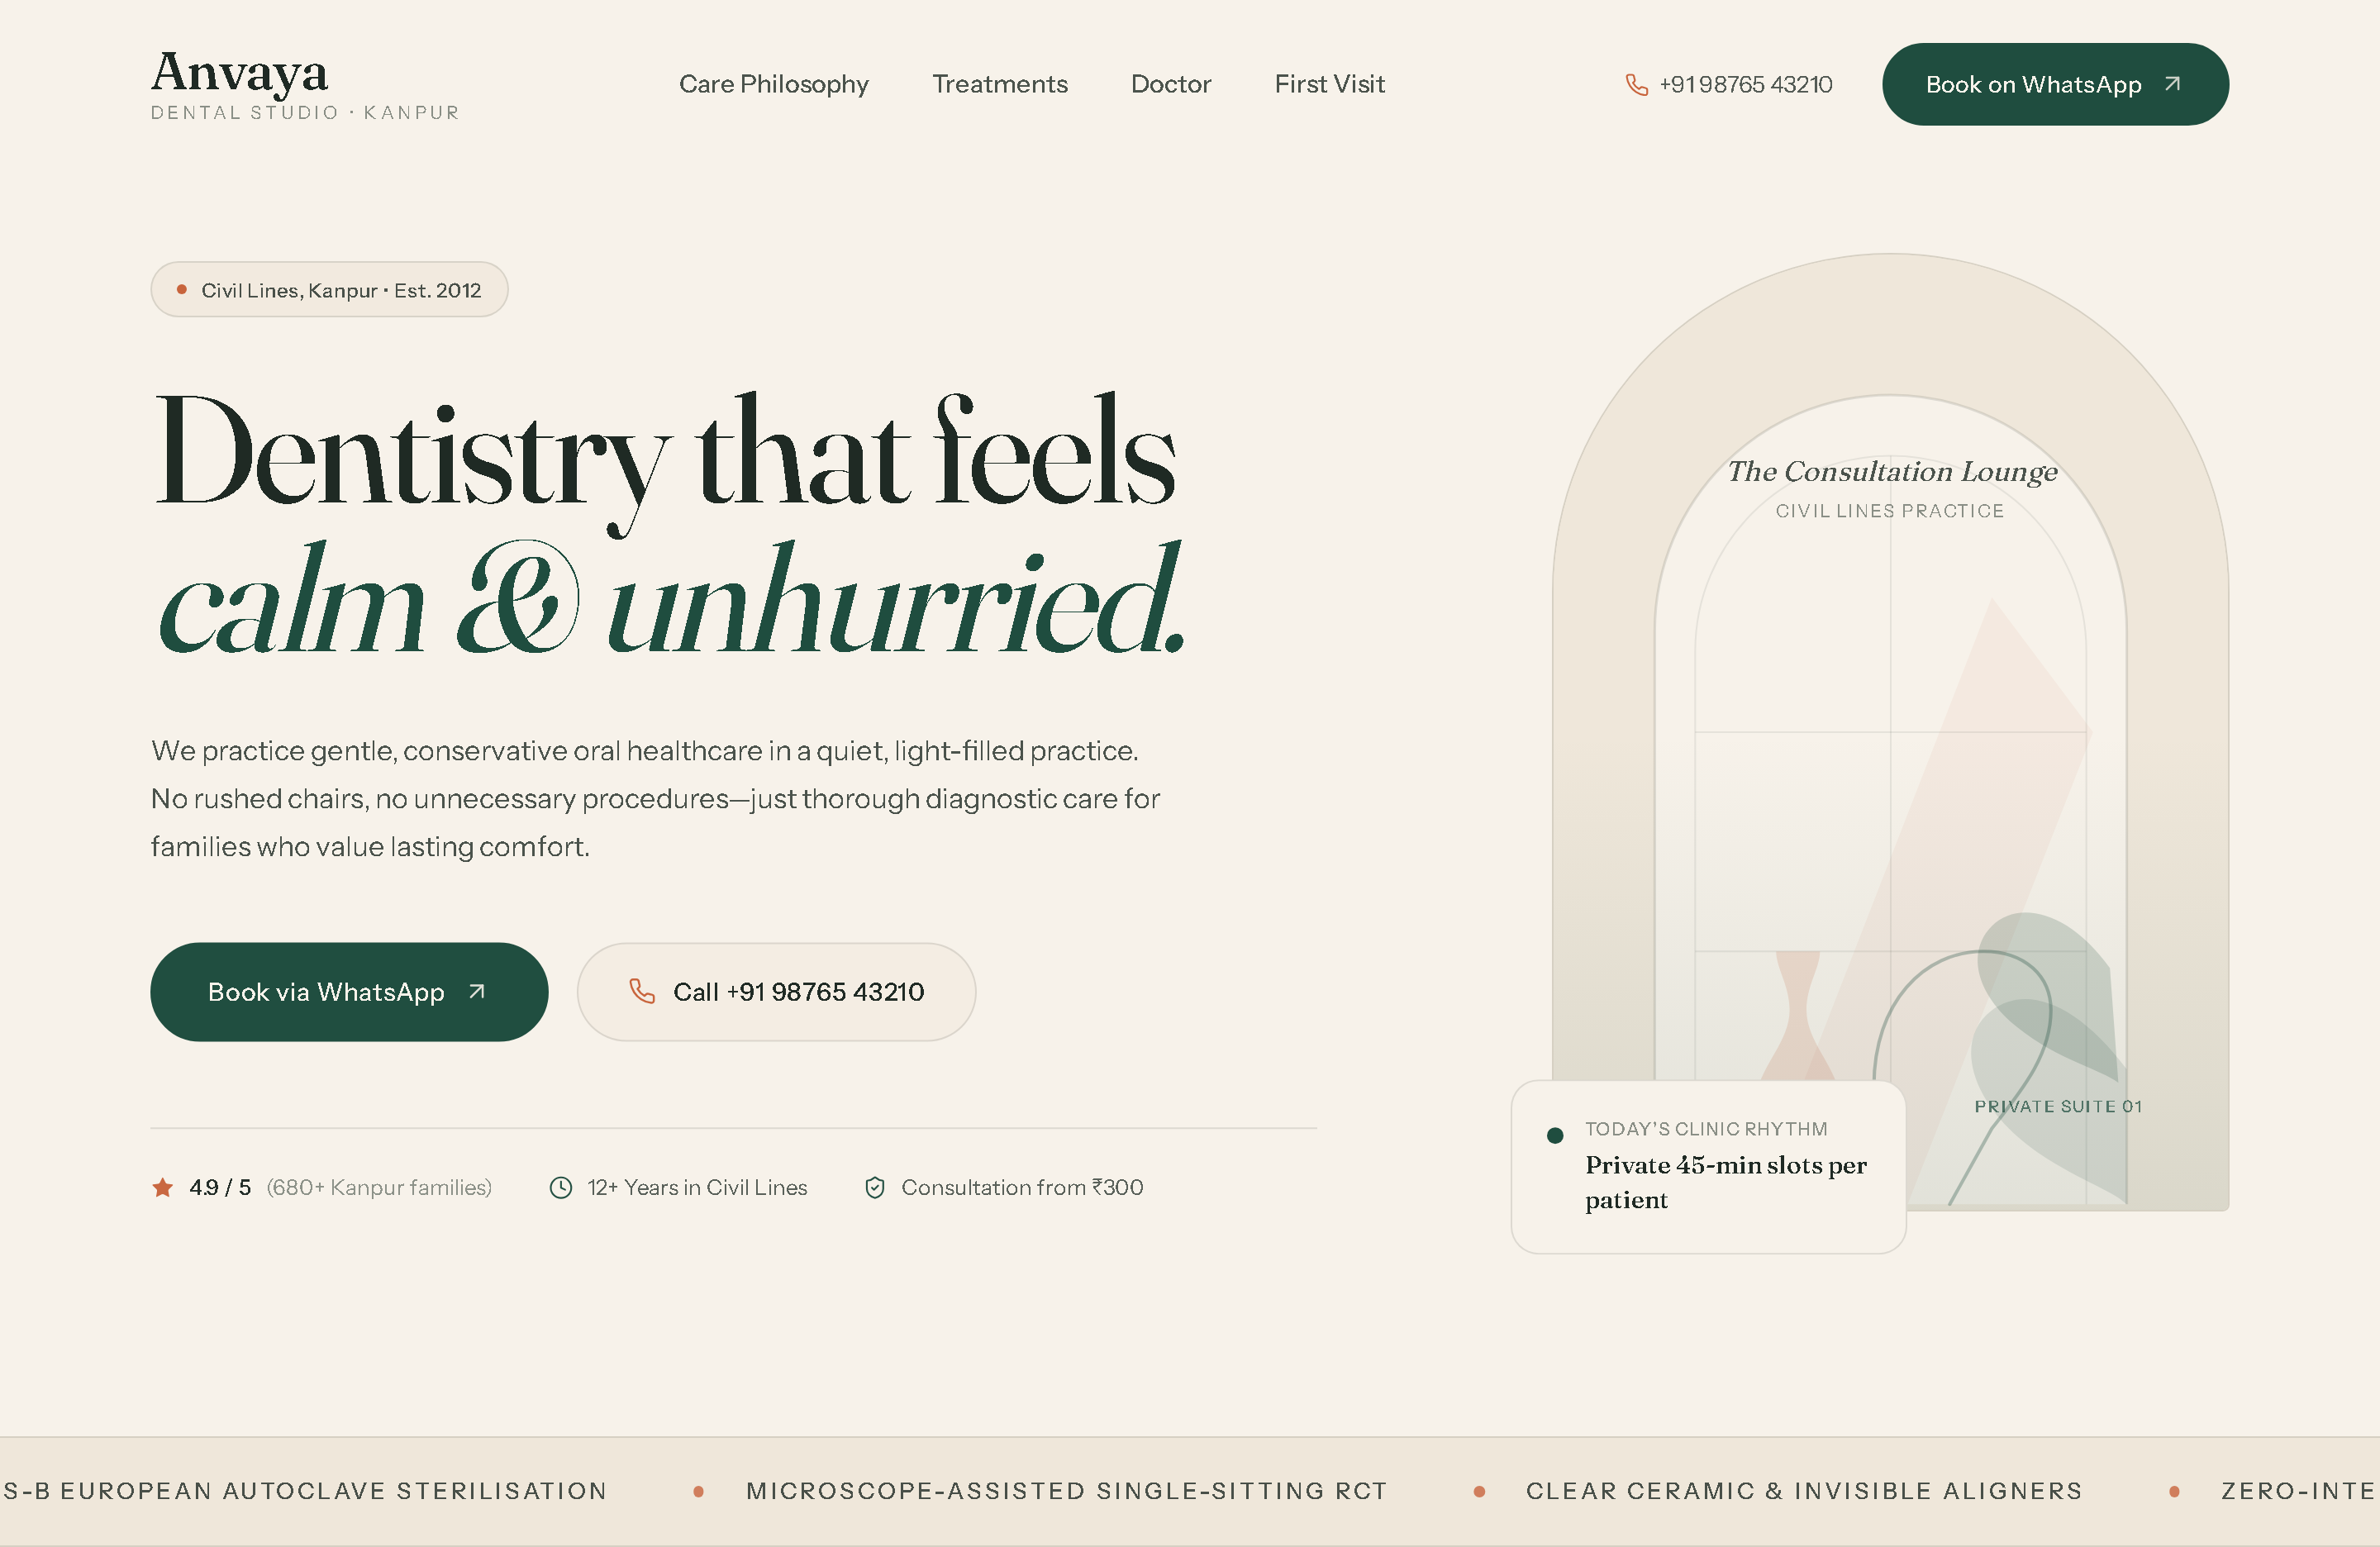 Anvaya
DENTAL STUDIO · KANPUR
Care Philosophy
Treatments
Doctor
First Visit
+91 98765 43210
Book on WhatsApp
Civil Lines, Kanpur · Est. 2012
Dentistry that feels
calm & unhurried.
We practice gentle, conservative oral healthcare in a quiet, light-filled practice.
No rushed chairs, no unnecessary procedures—just thorough diagnostic care for
families who value lasting comfort.
Book via WhatsApp
Call +91 98765 43210
4.9 / 5 (680+ Kanpur families)
12+ Years in Civil Lines
Consultation from ₹300
The Consultation Lounge
CIVIL LINES PRACTICE
PRIVATE SUITE 01
TODAY'S CLINIC RHYTHM
Private 45-min slots per
patient
S-B EUROPEAN AUTOCLAVE STERILISATION • MICROSCOPE-ASSISTED SINGLE-SITTING RCT • CLEAR CERAMIC & INVISIBLE ALIGNERS • ZERO-INTE